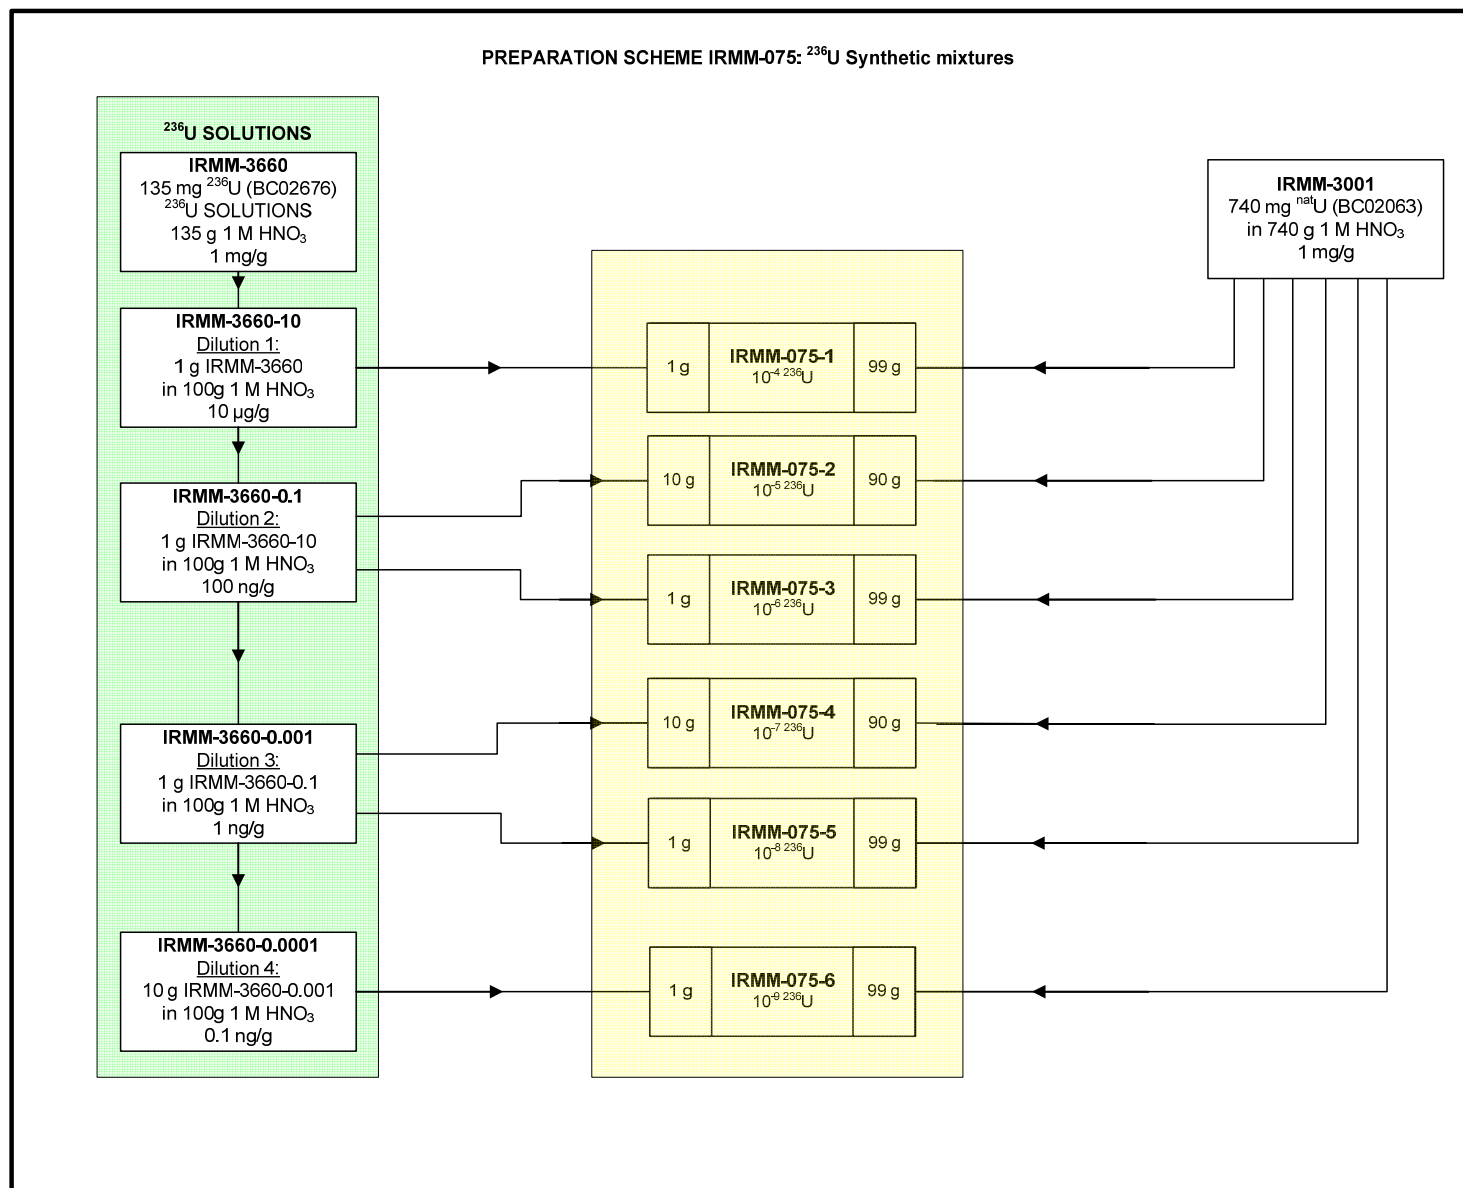 PREPARATION SCHEME IRMM-075: ²³⁶U Synthetic mixtures
²³⁶U SOLUTIONS
IRMM-3660
135 mg ²³⁶U (BC02676)
²³⁶U SOLUTIONS
135 g 1 M HNO₃
1 mg/g
IRMM-3660-10
Dilution 1:
1 g IRMM-3660
in 100g 1 M HNO₃
10 µg/g
IRMM-3660-0.1
Dilution 2:
1 g IRMM-3660-10
in 100g 1 M HNO₃
100 ng/g
IRMM-3660-0.001
Dilution 3:
1 g IRMM-3660-0.1
in 100g 1 M HNO₃
1 ng/g
IRMM-3660-0.0001
Dilution 4:
10 g IRMM-3660-0.001
in 100g 1 M HNO₃
0.1 ng/g
1 g
IRMM-075-1
10⁻⁴ ²³⁶U
99 g
10 g
IRMM-075-2
10⁻⁵ ²³⁶U
90 g
1 g
IRMM-075-3
10⁻⁶ ²³⁶U
99 g
10 g
IRMM-075-4
10⁻⁷ ²³⁶U
90 g
1 g
IRMM-075-5
10⁻⁸ ²³⁶U
99 g
1 g
IRMM-075-6
10⁻⁹ ²³⁶U
99 g
IRMM-3001
740 mg ⁿᵃᵗU (BC02063)
in 740 g 1 M HNO₃
1 mg/g